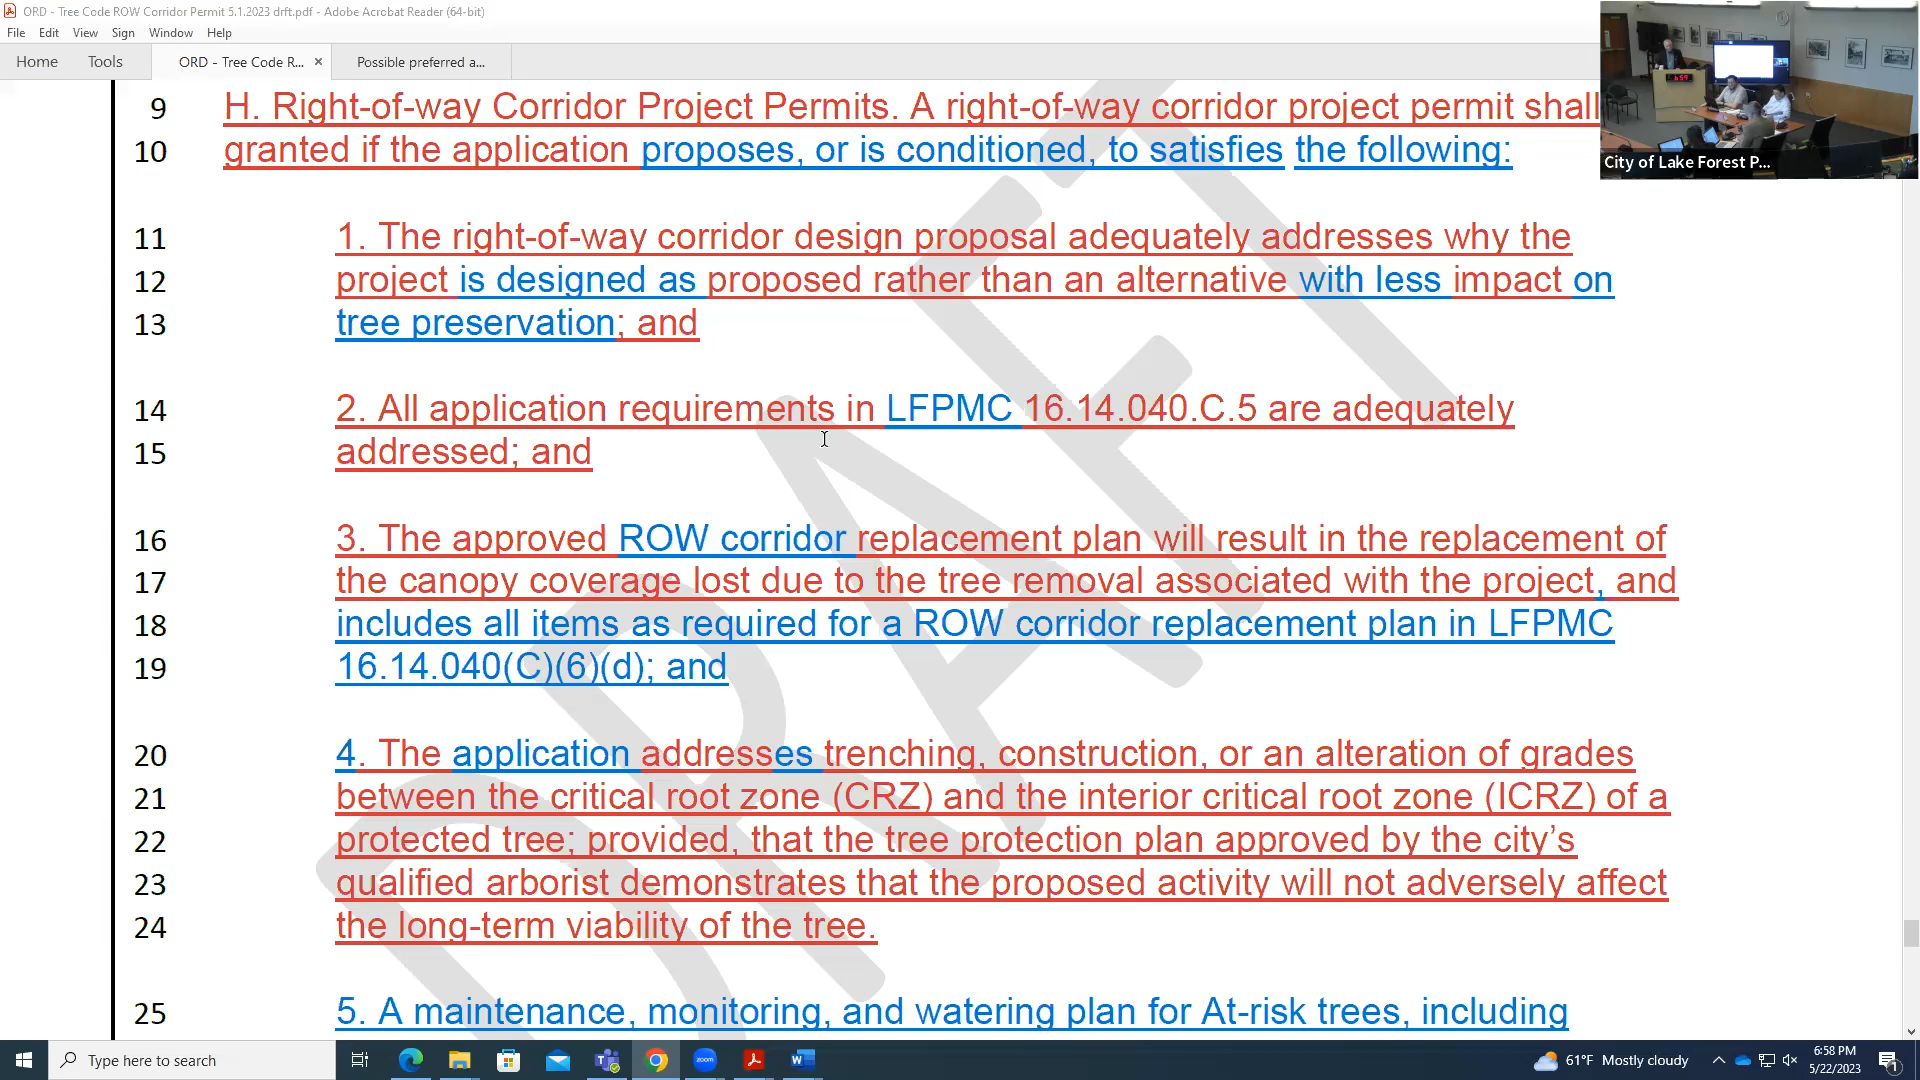 ORD - Tree Code ROW Corridor Permit 5.1.2023 drft.pdf - Adobe Acrobat Reader (64-bit)
File Edit View Sign Window Help
Home Tools ORD - Tree Code R... × Possible preferred a...
9 H. Right-of-way Corridor Project Permits. A right-of-way corridor project permit shall
10 granted if the application proposes, or is conditioned, to satisfies the following:
11 1. The right-of-way corridor design proposal adequately addresses why the
12 project is designed as proposed rather than an alternative with less impact on
13 tree preservation; and
14 2. All application requirements in LFPMC 16.14.040.C.5 are adequately
15 addressed; and
16 3. The approved ROW corridor replacement plan will result in the replacement of
17 the canopy coverage lost due to the tree removal associated with the project, and
18 includes all items as required for a ROW corridor replacement plan in LFPMC
19 16.14.040(C)(6)(d); and
20 4. The application addresses trenching, construction, or an alteration of grades
21 between the critical root zone (CRZ) and the interior critical root zone (ICRZ) of a
22 protected tree; provided, that the tree protection plan approved by the city's
23 qualified arborist demonstrates that the proposed activity will not adversely affect
24 the long-term viability of the tree.
25 5. A maintenance, monitoring, and watering plan for At-risk trees, including
DRAFT
City of Lake Forest P...
Type here to search
zoom
61°F Mostly cloudy
6:58 PM
5/22/2023
1